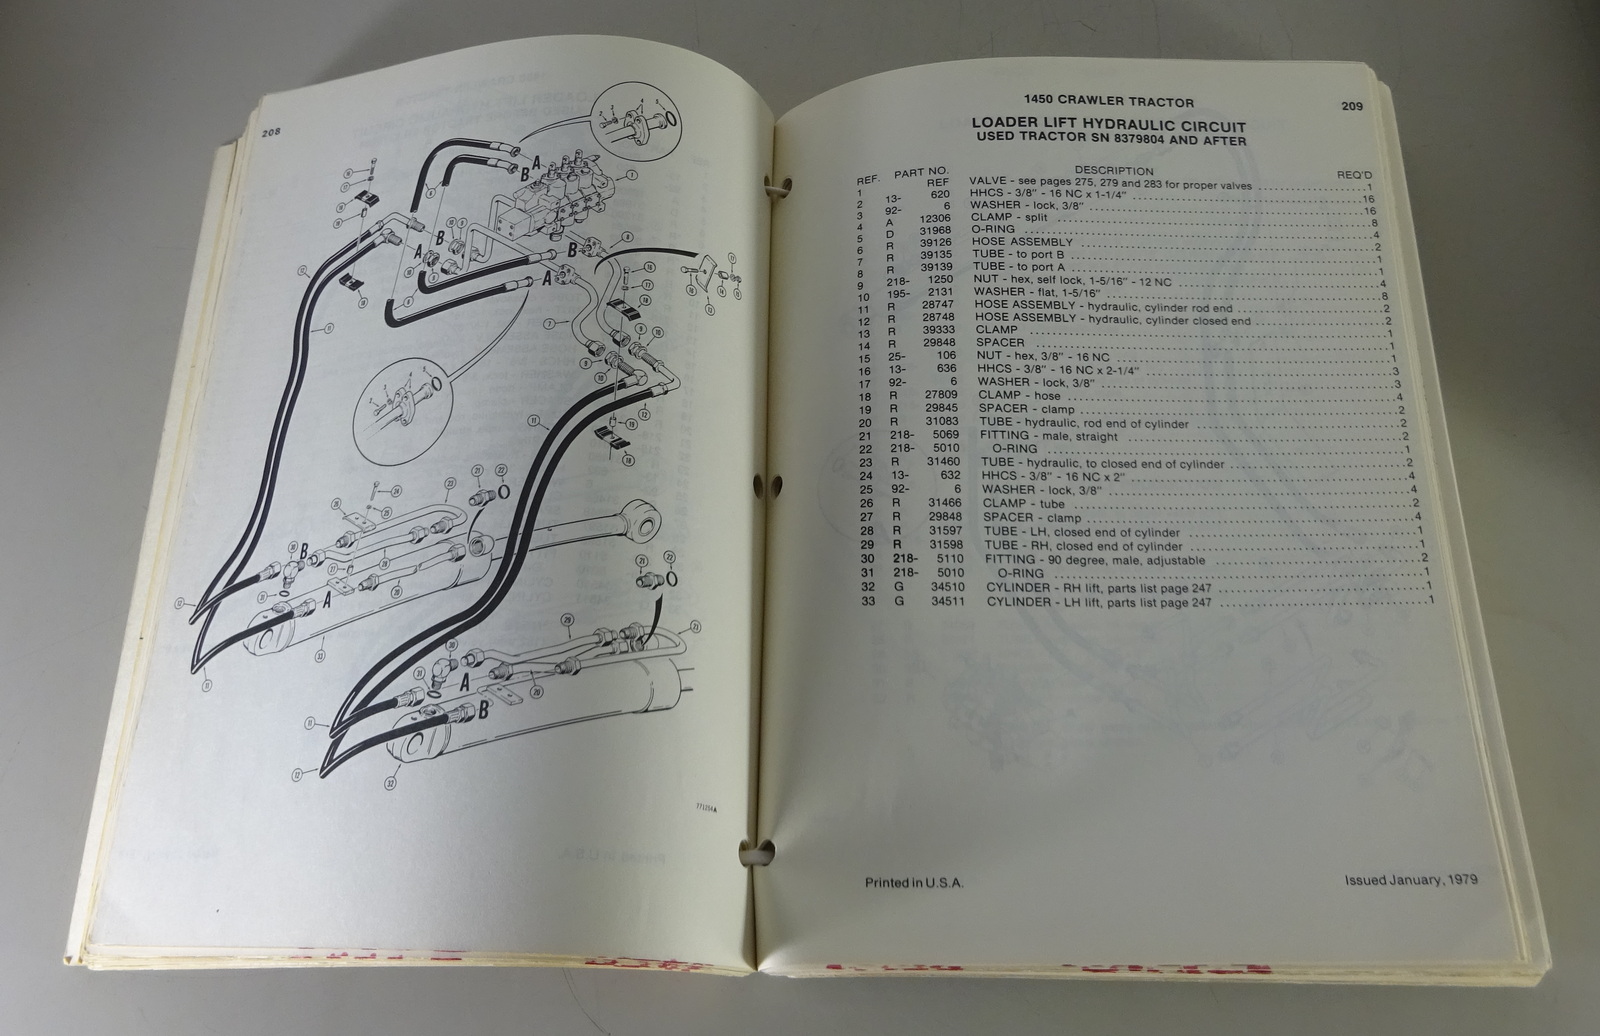 208
A
B
B
A
B
A
B
A
A
B
1450 CRAWLER TRACTOR
209
LOADER LIFT HYDRAULIC CIRCUIT
USED TRACTOR SN 8379804 AND AFTER
REF. PART NO. DESCRIPTION REQ'D
1 REF VALVE - see pages 275, 279 and 283 for proper valves 1
2 13- 620 HHCS - 3/8" - 16 NC x 1-1/4" 16
3 92- 6 WASHER - lock, 3/8" 16
4 A 12306 CLAMP - split 8
5 D 31968 O-RING 4
6 R 39126 HOSE ASSEMBLY 2
7 R 39135 TUBE - to port B 1
8 R 39139 TUBE - to port A 1
9 218- 1250 NUT - hex, self lock, 1-5/16" - 12 NC 4
10 195- 2131 WASHER - flat, 1-5/16" 8
11 R 28747 HOSE ASSEMBLY - hydraulic, cylinder rod end 2
12 R 28748 HOSE ASSEMBLY - hydraulic, cylinder closed end 2
13 R 39333 CLAMP 1
14 R 29848 SPACER 1
15 25- 106 NUT - hex, 3/8" - 16 NC 1
16 13- 636 HHCS - 3/8" - 16 NC x 2-1/4" 3
17 92- 6 WASHER - lock, 3/8" 3
18 R 27809 CLAMP - hose 4
19 R 29845 SPACER - clamp 2
20 R 31083 TUBE - hydraulic, rod end of cylinder 2
21 218- 5069 FITTING - male, straight 2
22 218- 5010 O-RING 1
23 R 31460 TUBE - hydraulic, to closed end of cylinder 2
24 13- 632 HHCS - 3/8" - 16 NC x 2" 4
25 92- 6 WASHER - lock, 3/8" 4
26 R 31466 CLAMP - tube 2
27 R 29848 SPACER - clamp 4
28 R 31597 TUBE - LH, closed end of cylinder 1
29 R 31598 TUBE - RH, closed end of cylinder 1
30 218- 5110 FITTING - 90 degree, male, adjustable 2
31 218- 5010 O-RING 1
32 G 34510 CYLINDER - RH lift, parts list page 247 1
33 G 34511 CYLINDER - LH lift, parts list page 247 1
Printed in U.S.A.
Issued January, 1979